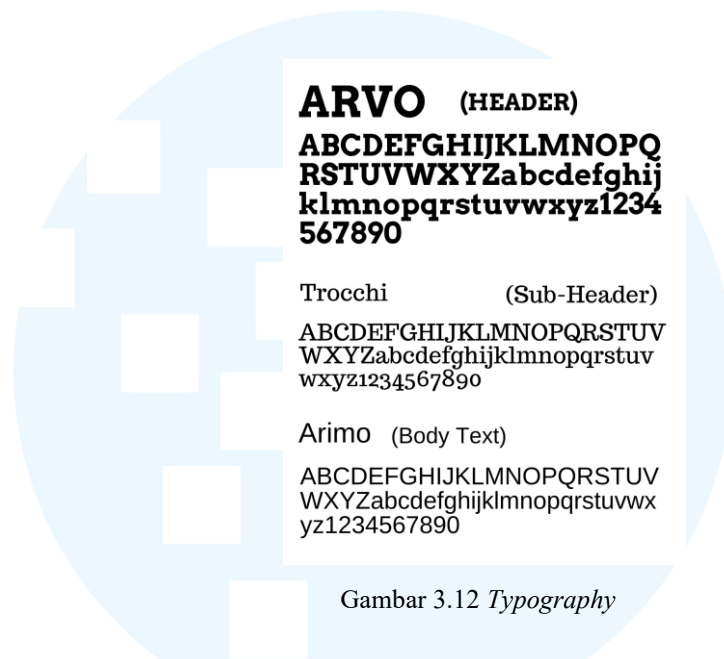 ARVO (HEADER)
ABCDEFGHIJKLMNOPQ
RSTUVWXYZabcdefghij
klmnopqrstuvwxyz1234
567890
Trocchi (Sub-Header)
ABCDEFGHIJKLMNOPQRSTUV
WXYZabcdefghijklmnopqrstuv
wxyz1234567890
Arimo (Body Text)
ABCDEFGHIJKLMNOPQRSTUV
WXYZabcdefghijklmnopqrstuvwx
yz1234567890
Gambar 3.12 Typography